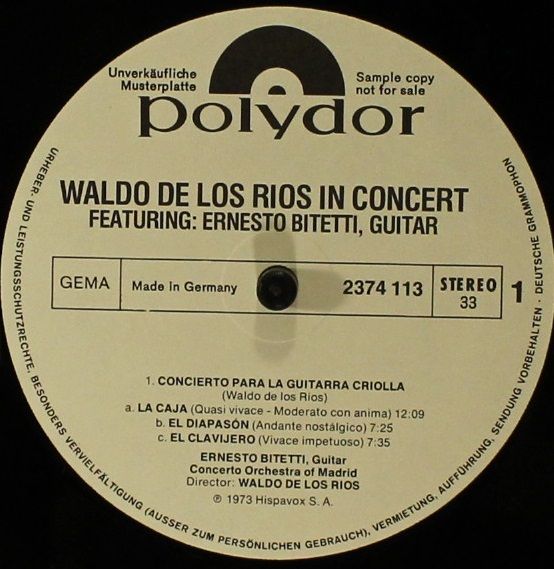 Unverkäufliche
Musterplatte
Sample copy
not for sale
polydor
WALDO DE LOS RIOS IN CONCERT
FEATURING: ERNESTO BITETTI, GUITAR
GEMA
Made in Germany
2374 113
STEREO
33
1
1. CONCIERTO PARA LA GUITARRA CRIOLLA
(Waldo de los Rios)
a. LA CAJA (Quasi vivace - Moderato con anima) 12:09
b. EL DIAPASÓN (Andante nostálgico) 7:25
c. EL CLAVIJERO (Vivace impetuoso) 7:35
ERNESTO BITETTI, Guitar
Concerto Orchestra of Madrid
Director: WALDO DE LOS RIOS
℗ 1973 Hispavox S. A.
URHEBER- UND LEISTUNGSSCHUTZRECHTE, BESONDERS VERVIELFÄLTIGUNG (AUSSER ZUM PERSÖNLICHEN GEBRAUCH), VERMIETUNG, AUFFÜHRUNG, SENDUNG VORBEHALTEN · DEUTSCHE GRAMMOPHON